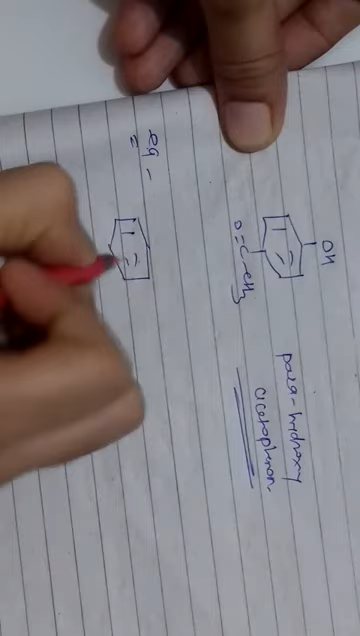 OH
O=C-CH3
para-hydroxy
acetophenon.
eg -